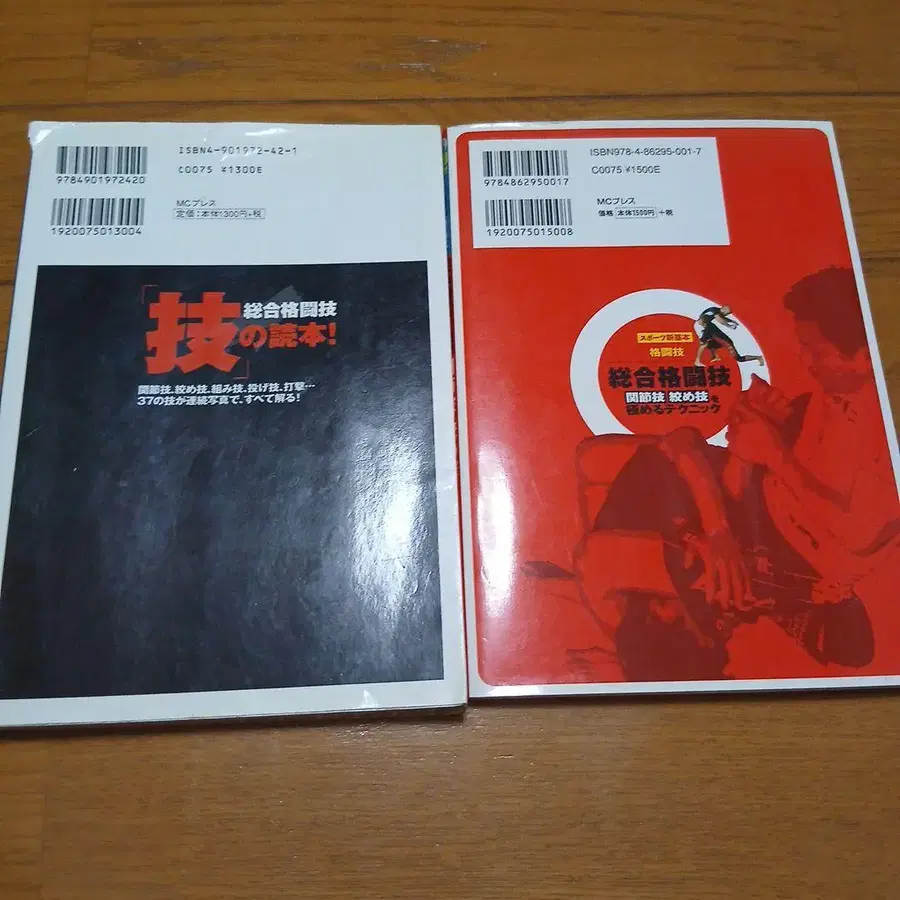 ISBN4-901972-42-1
C0075 ¥1300E
9784901972420
MCプレス
定価:本体1300円+税
1920075013004
総合格闘技
「技」の読本!
関節技、絞め技、組み技、投げ技、打撃…
37の技が連続写真で、すべて解る!
ISBN978-4-86295-001-7
C0075 ¥1500E
9784862950017
MCプレス
価格 本体1500円 +税
1920075015008
スポーツ新基本
格闘技
総合格闘技
関節技 絞め技を
極めるテクニック